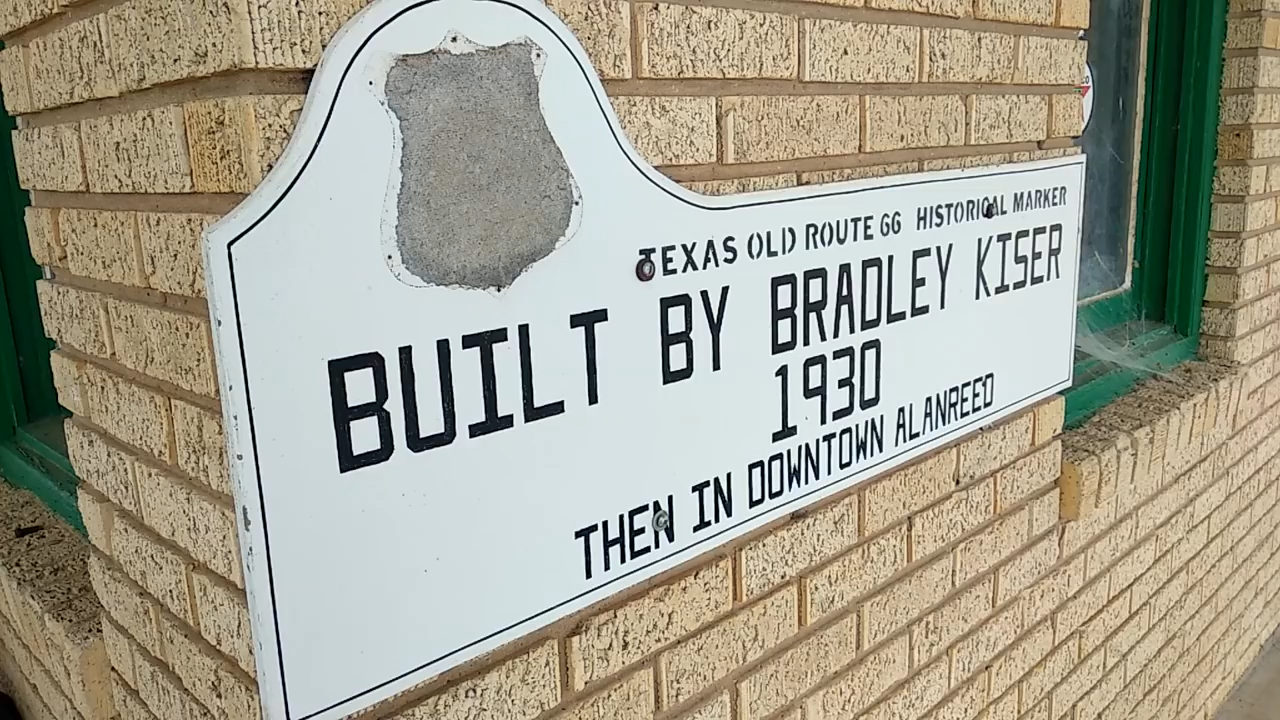 TEXAS OLD ROUTE 66 HISTORICAL MARKER
BUILT BY BRADLEY KISER
1930
THEN IN DOWNTOWN ALANREED